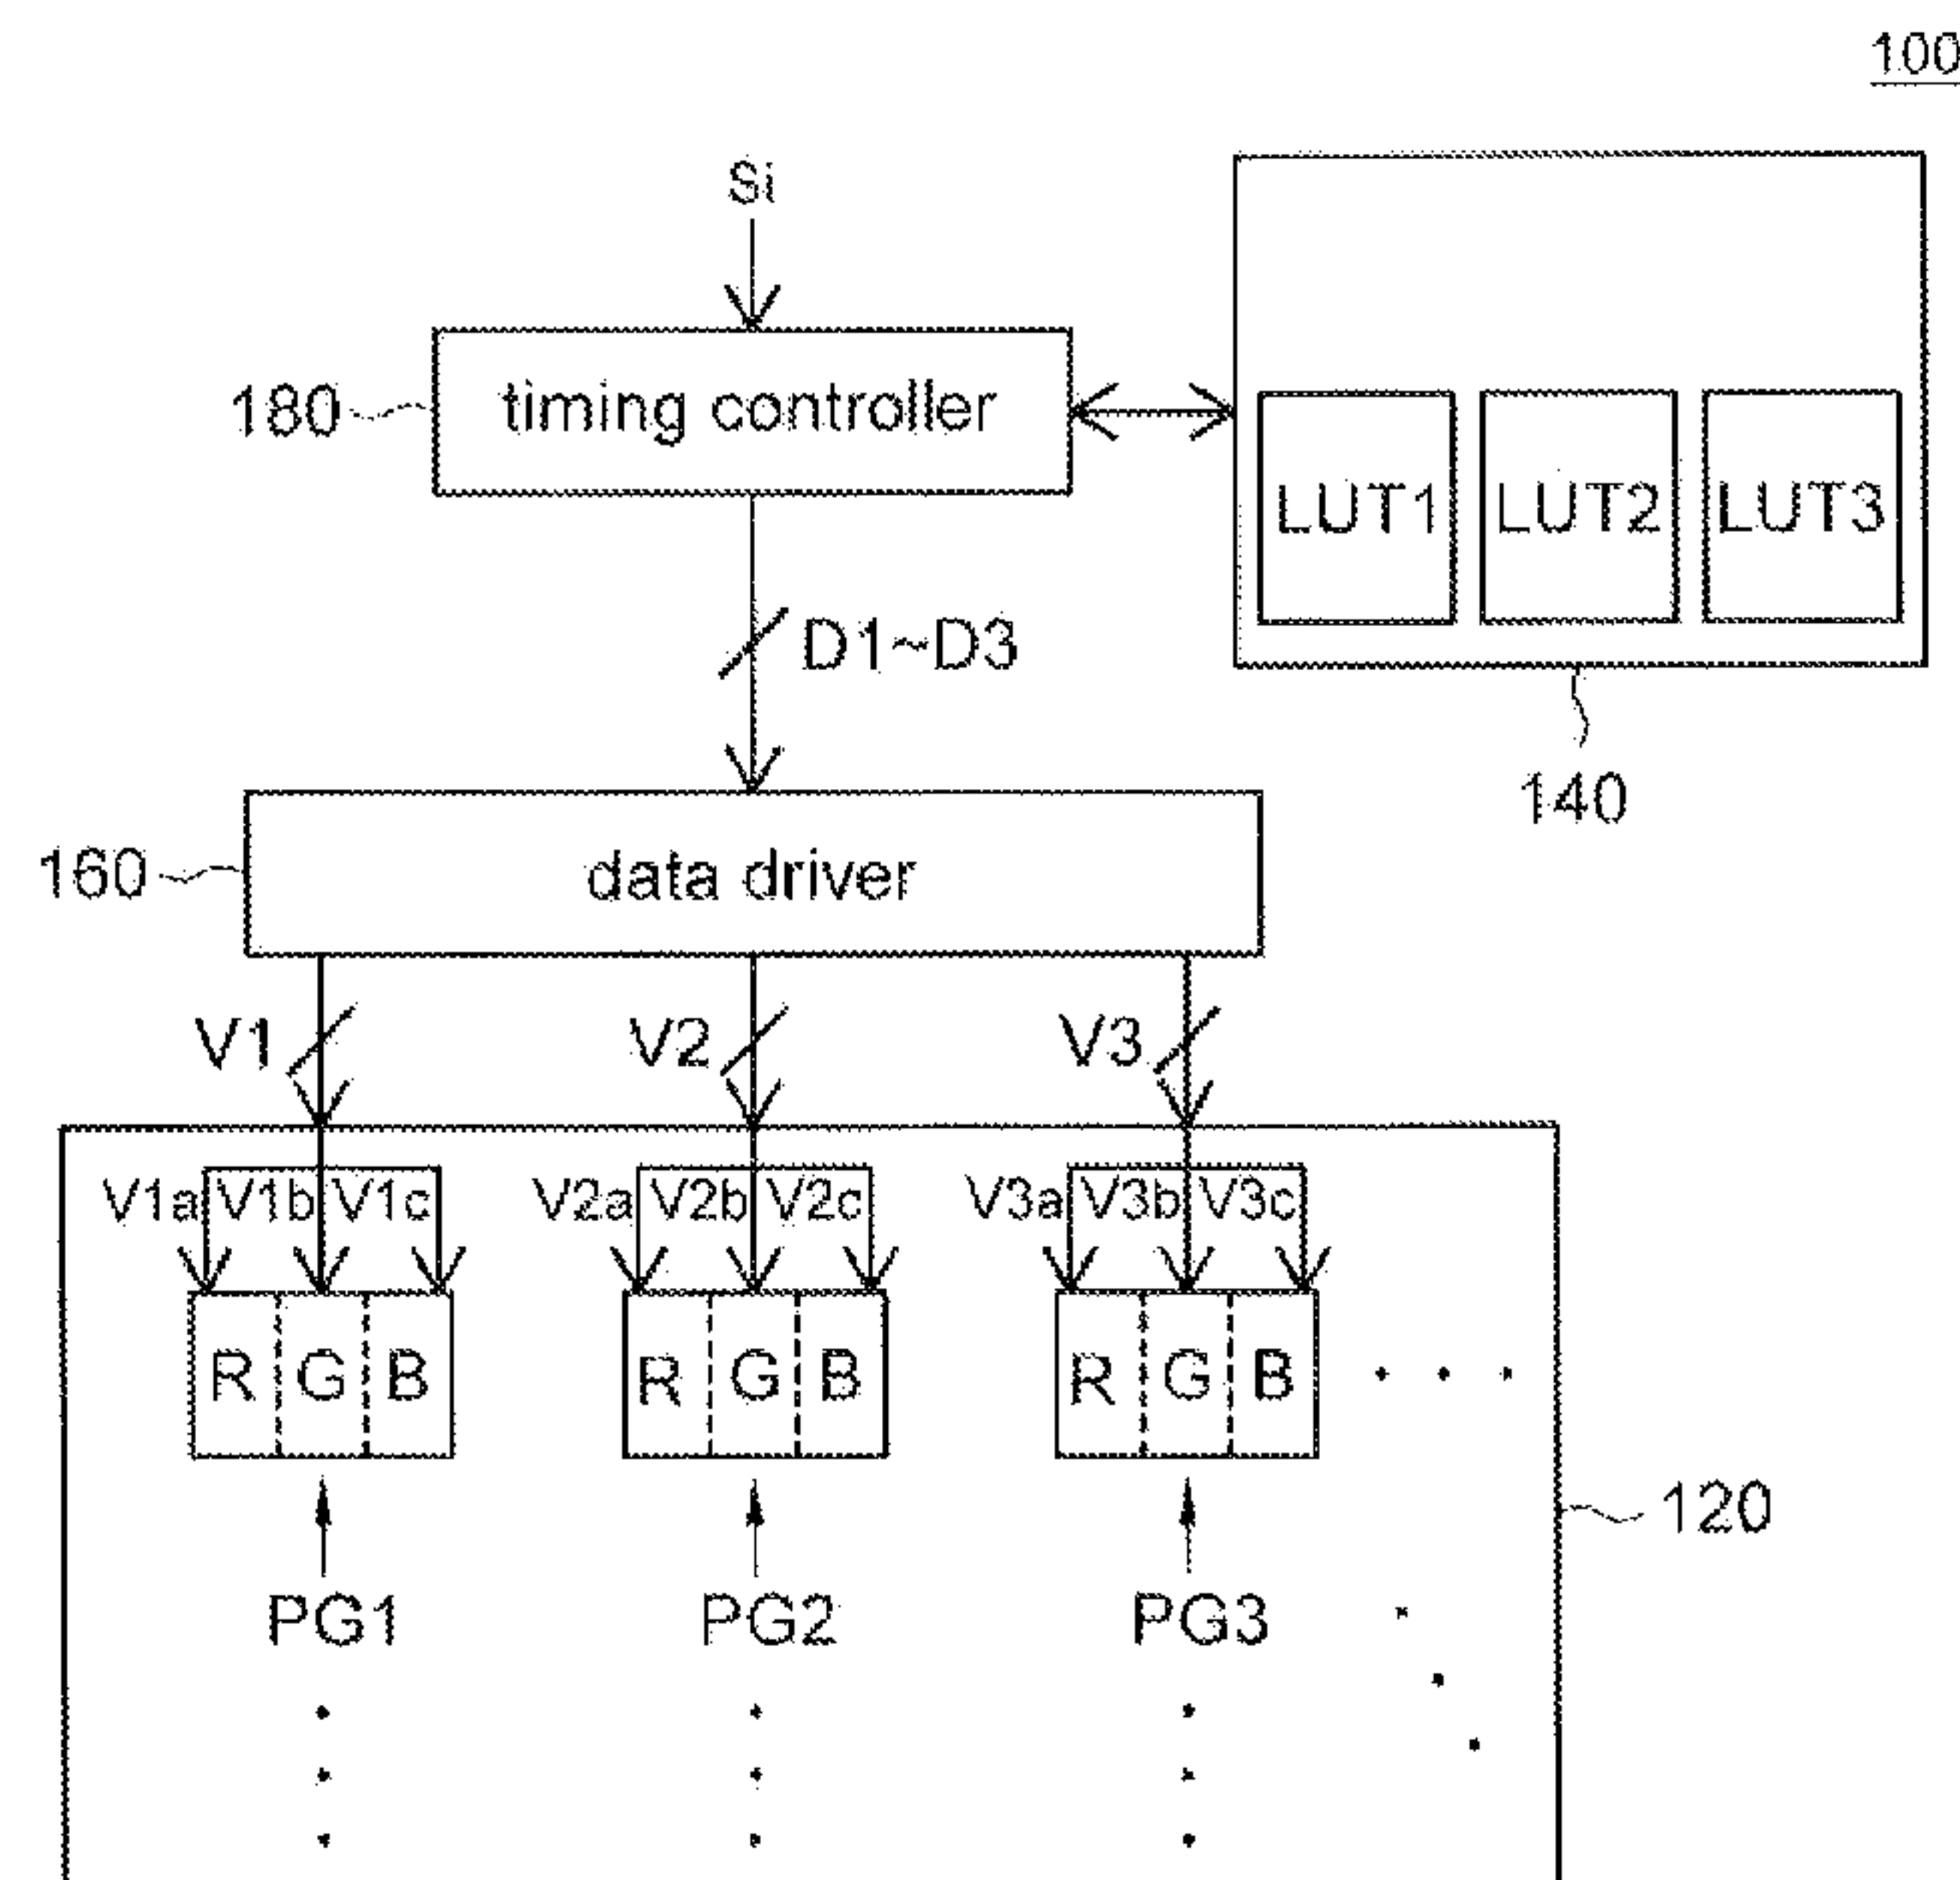 100
Si
180 timing controller
LUT1 LUT2 LUT3
D1~D3
140
160 data driver
V1 V2 V3
V1a V1b V1c V2a V2b V2c V3a V3b V3c
R G B R G B R G B
120
PG1 PG2 PG3